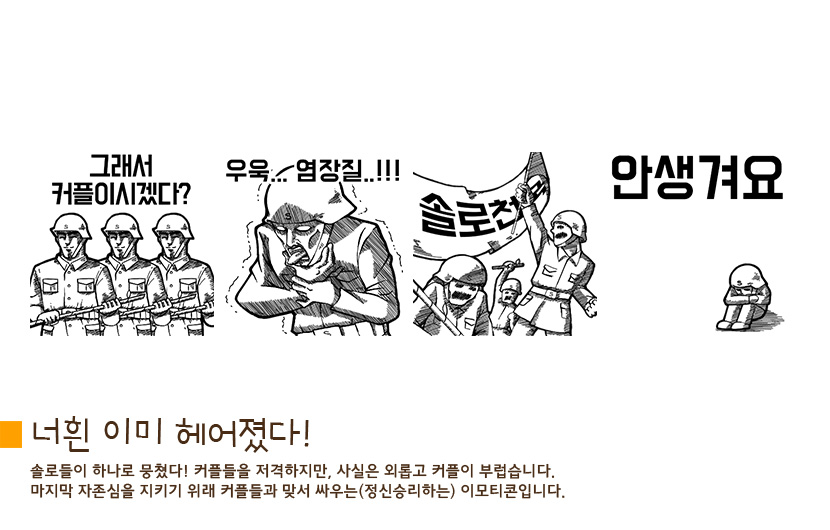 그래서
커플이시겠다?
우욱... 염장질..!!!
솔로천
안생겨요
S S S
S
S
너흰 이미 헤어졌다!
솔로들이 하나로 뭉쳤다! 커플들을 저격하지만, 사실은 외롭고 커플이 부럽습니다.
마지막 자존심을 지키기 위래 커플들과 맞서 싸우는(정신승리하는) 이모티콘입니다.